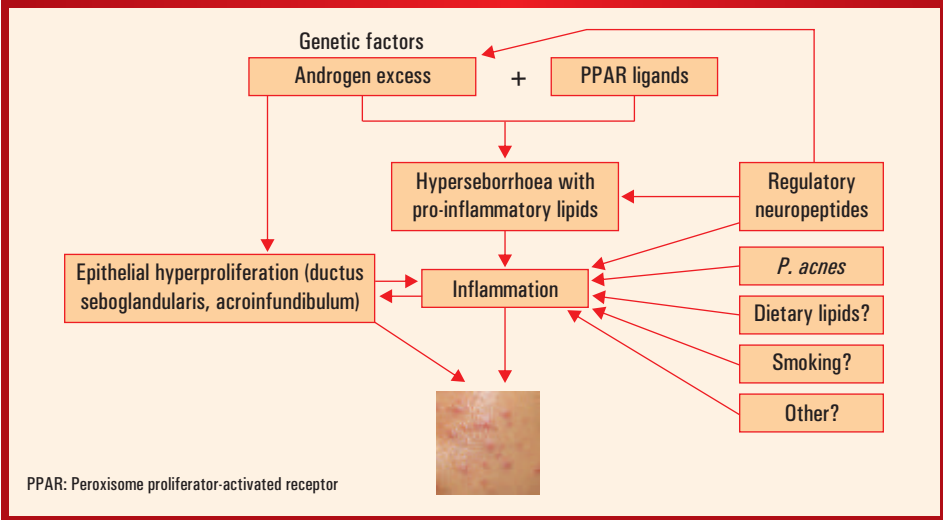 Genetic factors
Androgen excess
+
PPAR ligands
Hyperseborrhoea with
pro-inflammatory lipids
Regulatory
neuropeptides
Epithelial hyperproliferation (ductus
seboglandularis, acroinfundibulum)
Inflammation
P. acnes
Dietary lipids?
Smoking?
Other?
PPAR: Peroxisome proliferator-activated receptor